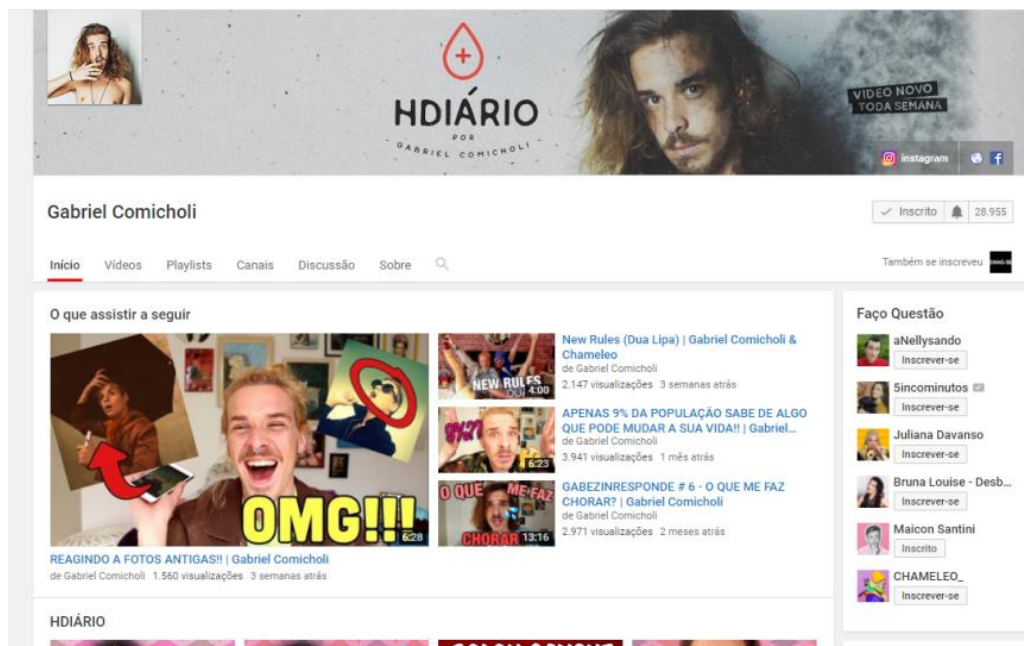 HDIÁRIO
POR
GABRIEL COMICHOLI
VIDEO NOVO
TODA SEMANA
instagram
Gabriel Comicholi
Inscrito 28.955
Início Vídeos Playlists Canais Discussão Sobre
Também se inscreveu
O que assistir a seguir
OMG!!!
6:28
REAGINDO A FOTOS ANTIGAS!! | Gabriel Comicholi
de Gabriel Comicholi 1.560 visualizações 3 semanas atrás
NEW RULES
4:00
New Rules (Dua Lipa) | Gabriel Comicholi &
Chameleo
de Gabriel Comicholi
2.147 visualizações 3 semanas atrás
6:23
APENAS 9% DA POPULAÇÃO SABE DE ALGO
QUE PODE MUDAR A SUA VIDA!! | Gabriel...
de Gabriel Comicholi
3.941 visualizações 1 mês atrás
O QUE ME FAZ
CHORAR
13:16
GABEZINRESPONDE # 6 - O QUE ME FAZ
CHORAR? | Gabriel Comicholi
de Gabriel Comicholi
2.971 visualizações 2 meses atrás
HDIÁRIO
Faço Questão
aNellysando
Inscrever-se
5incominutos
Inscrever-se
Juliana Davanso
Inscrever-se
Bruna Louise - Desb...
Inscrever-se
Maicon Santini
Inscrito
CHAMELEO_
Inscrever-se